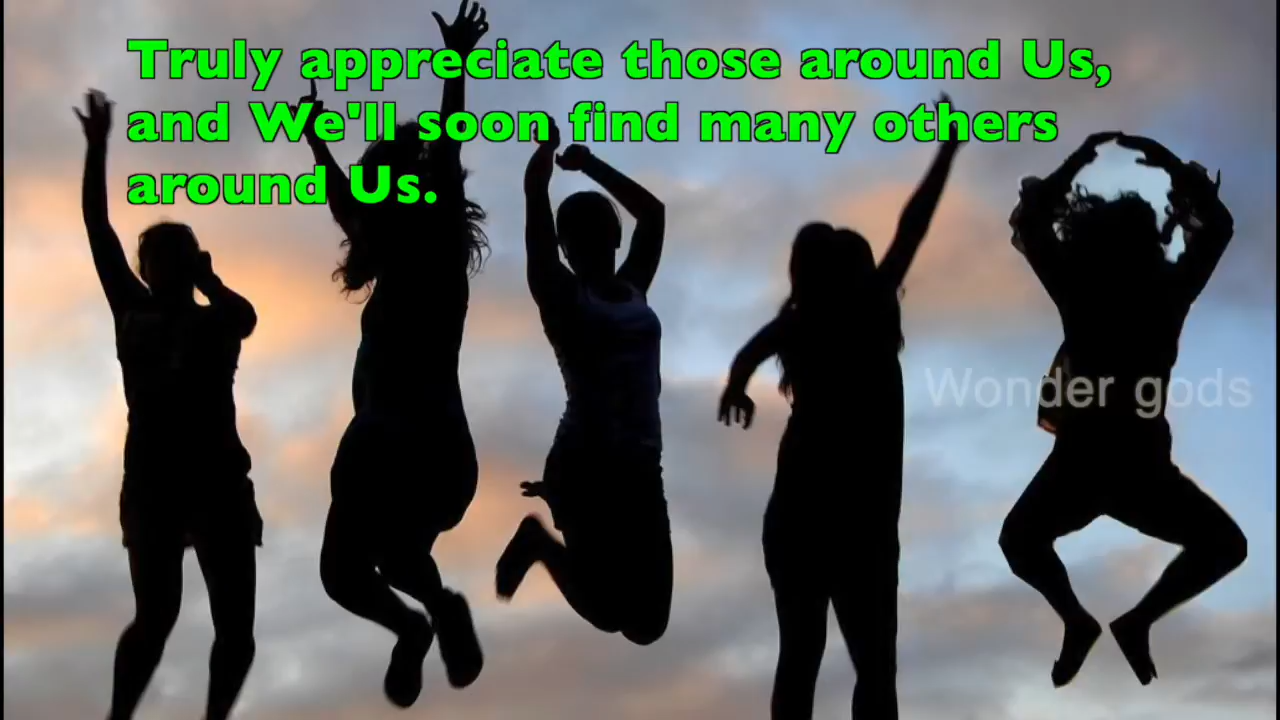 Truly appreciate those around Us,
and We'll soon find many others
around Us.
Wonder gods